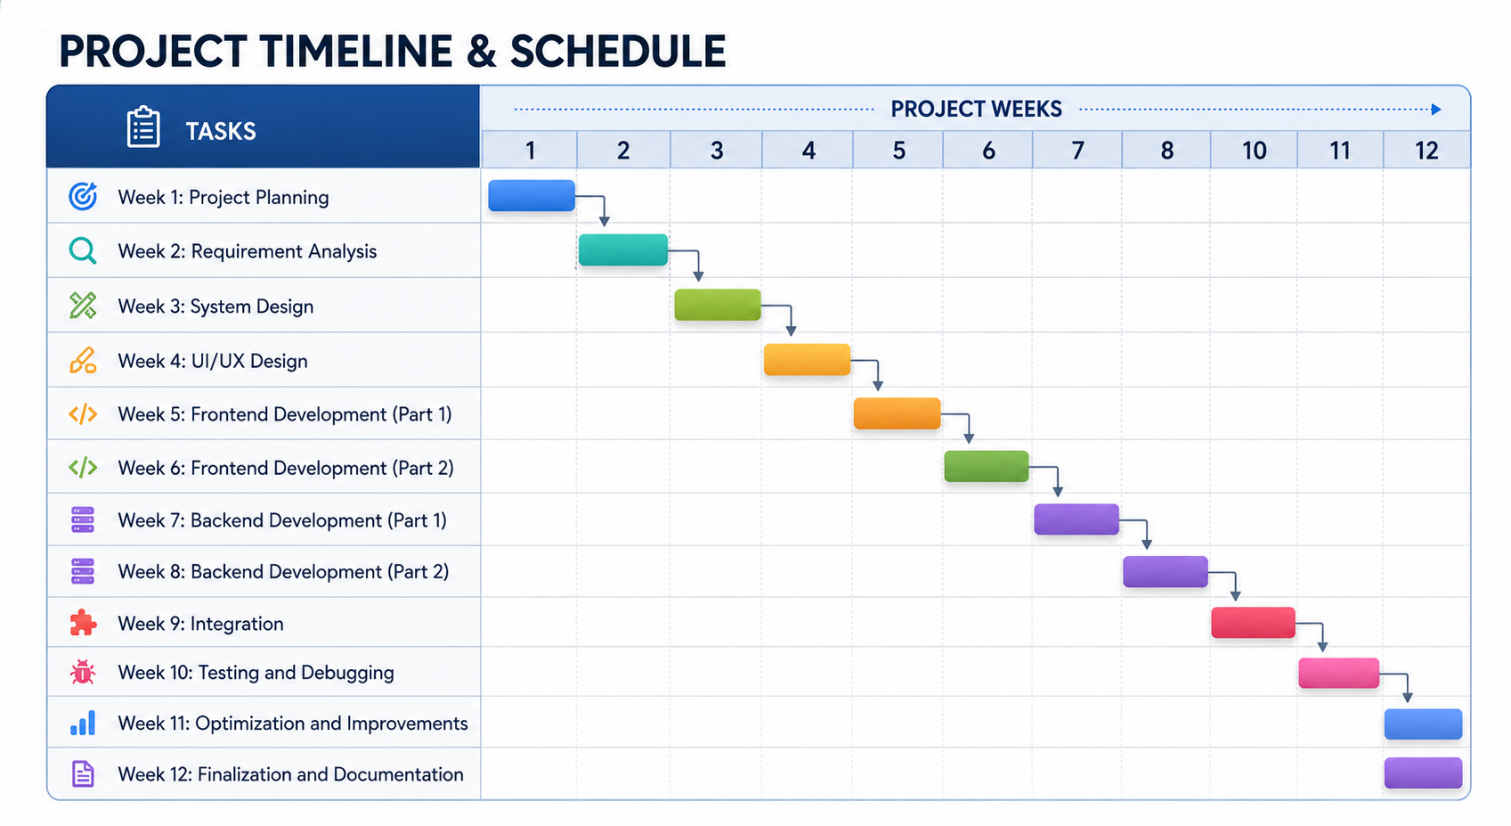 PROJECT TIMELINE & SCHEDULE
TASKS
PROJECT WEEKS
1 2 3 4 5 6 7 8 10 11 12
Week 1: Project Planning
Week 2: Requirement Analysis
Week 3: System Design
Week 4: UI/UX Design
Week 5: Frontend Development (Part 1)
Week 6: Frontend Development (Part 2)
Week 7: Backend Development (Part 1)
Week 8: Backend Development (Part 2)
Week 9: Integration
Week 10: Testing and Debugging
Week 11: Optimization and Improvements
Week 12: Finalization and Documentation